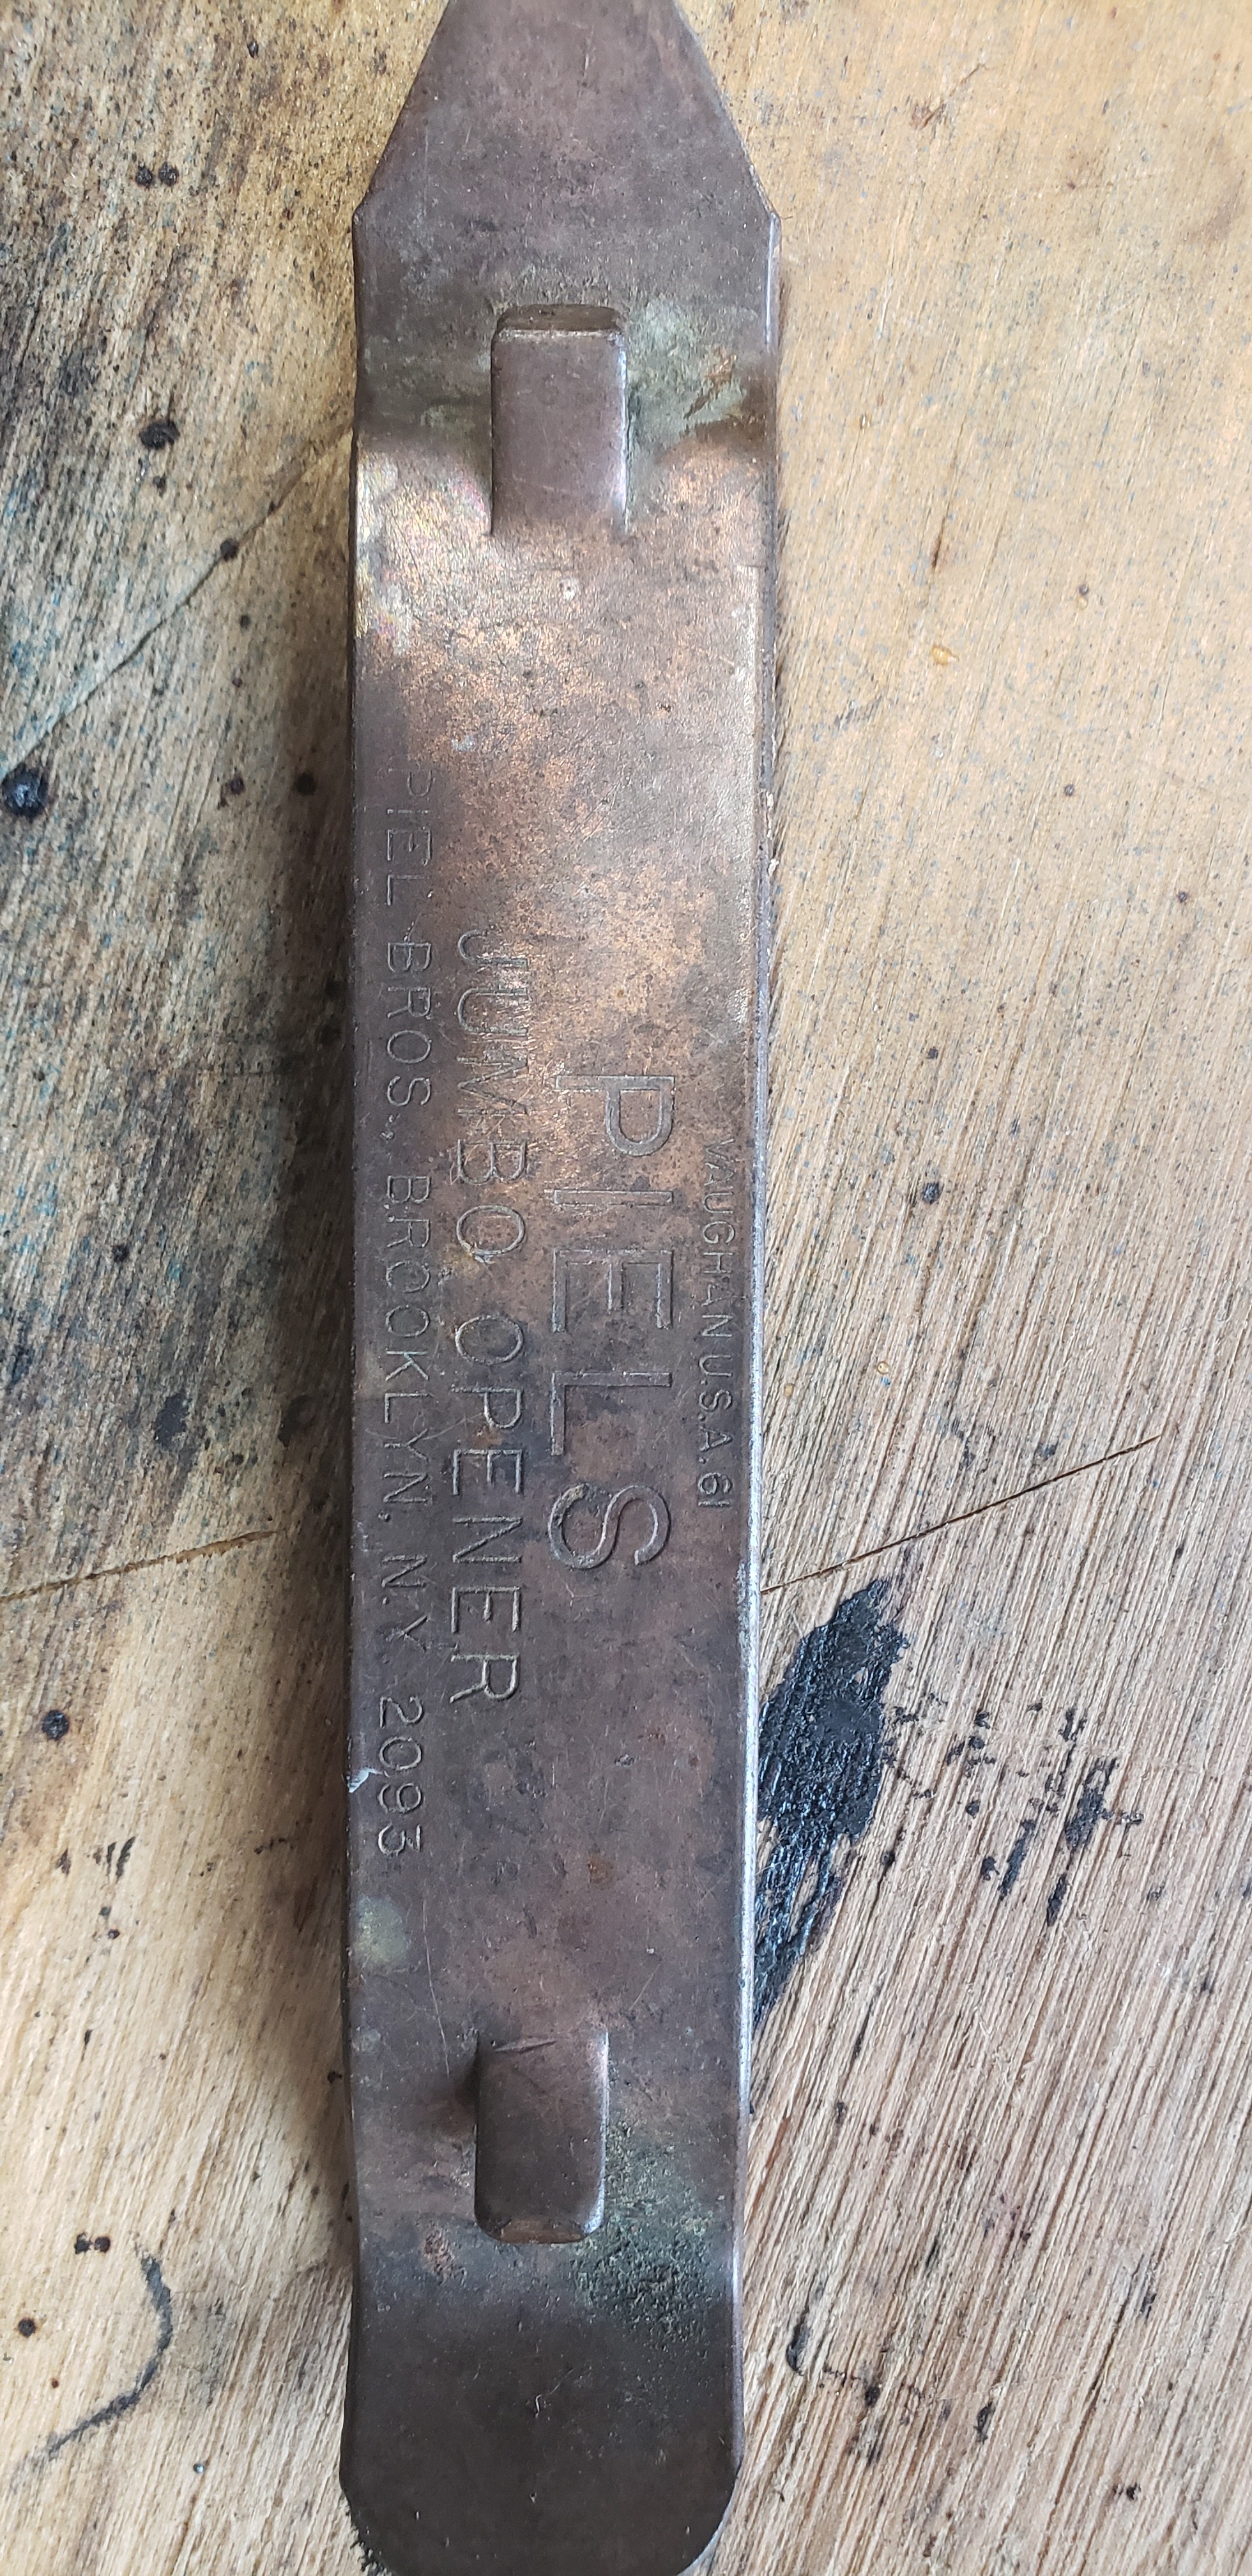 VAUGHAN U.S.A. 61
PIELS
JUMBO OPENER
PIEL BROS., BROOKLYN, N.Y. 2093